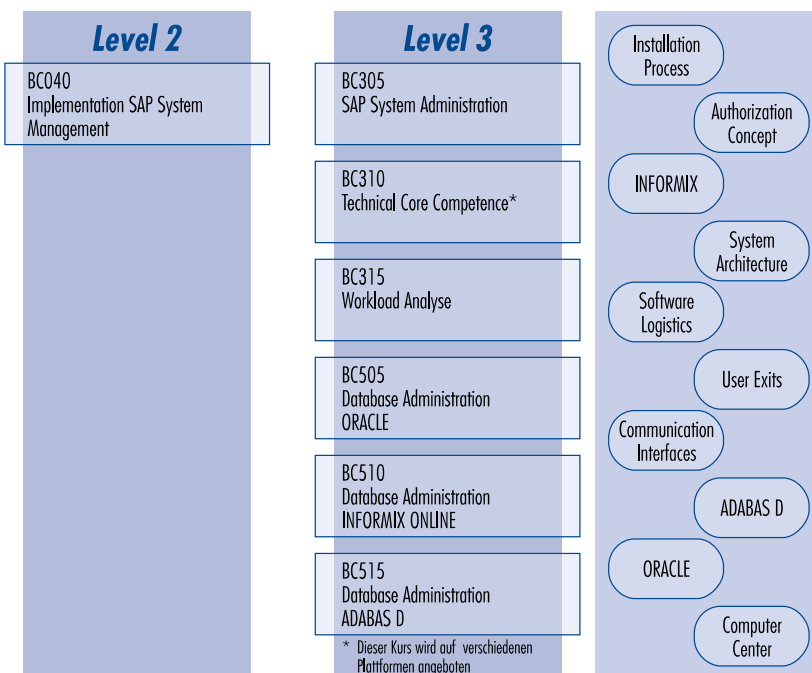 Level 2
BC040
Implementation SAP System
Management
Level 3
BC305
SAP System Administration
BC310
Technical Core Competence*
BC315
Workload Analyse
BC505
Database Administration
ORACLE
BC510
Database Administration
INFORMIX ONLINE
BC515
Database Administration
ADABAS D
* Dieser Kurs wird auf verschiedenen
Plattformen angeboten
Installation
Process
Authorization
Concept
INFORMIX
System
Architecture
Software
Logistics
User Exits
Communication
Interfaces
ADABAS D
ORACLE
Computer
Center